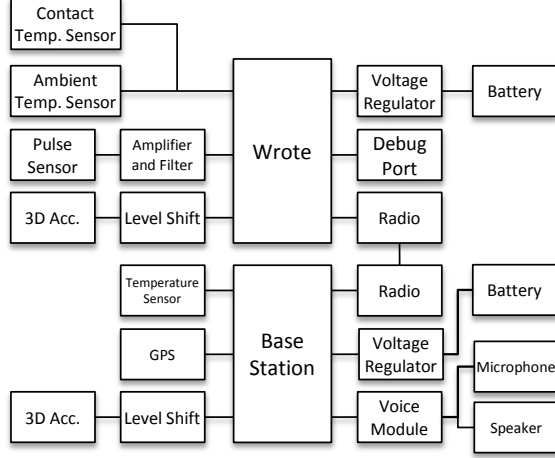 Contact
Temp. Sensor
Ambient
Temp. Sensor
Wrote
Voltage
Regulator
Battery
Pulse
Sensor
Amplifier
and Filter
Debug
Port
3D Acc.
Level Shift
Radio
Temperature
Sensor
Base
Station
Radio
Battery
GPS
Voltage
Regulator
Microphone
3D Acc.
Level Shift
Voice
Module
Speaker